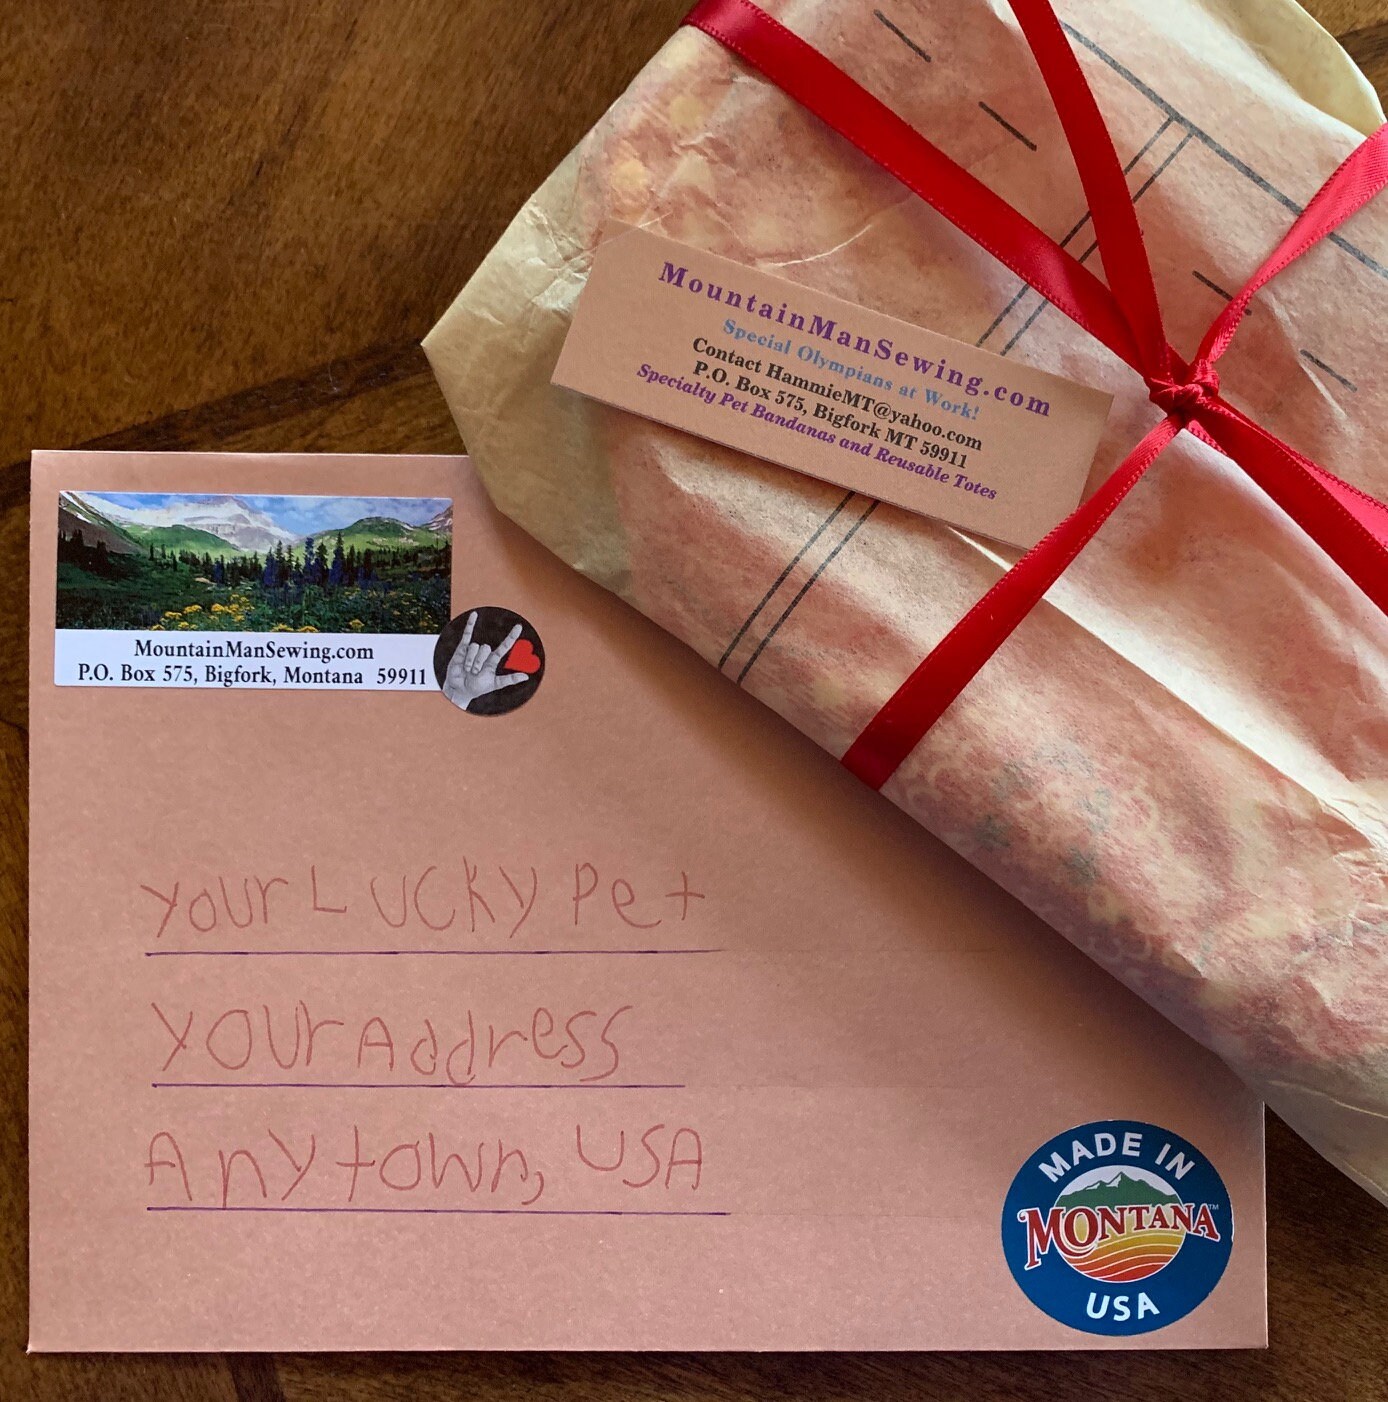 MountainManSewing.com
Special Olympians at Work!
Contact HammieMT@yahoo.com
P.O. Box 575, Bigfork MT 59911
Specialty Pet Bandanas and Reusable Totes
MountainManSewing.com
P.O. Box 575, Bigfork, Montana 59911
Your Lucky Pet
Your Address
Anytown, USA
MADE IN
MONTANA™
USA